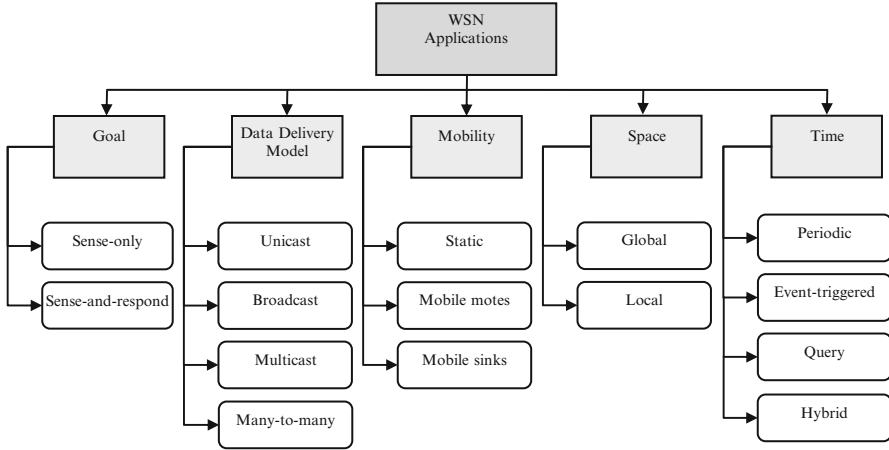 WSN
Applications
Goal
Data Delivery
Model
Mobility
Space
Time
Sense-only
Sense-and-respond
Unicast
Broadcast
Multicast
Many-to-many
Static
Mobile motes
Mobile sinks
Global
Local
Periodic
Event-triggered
Query
Hybrid